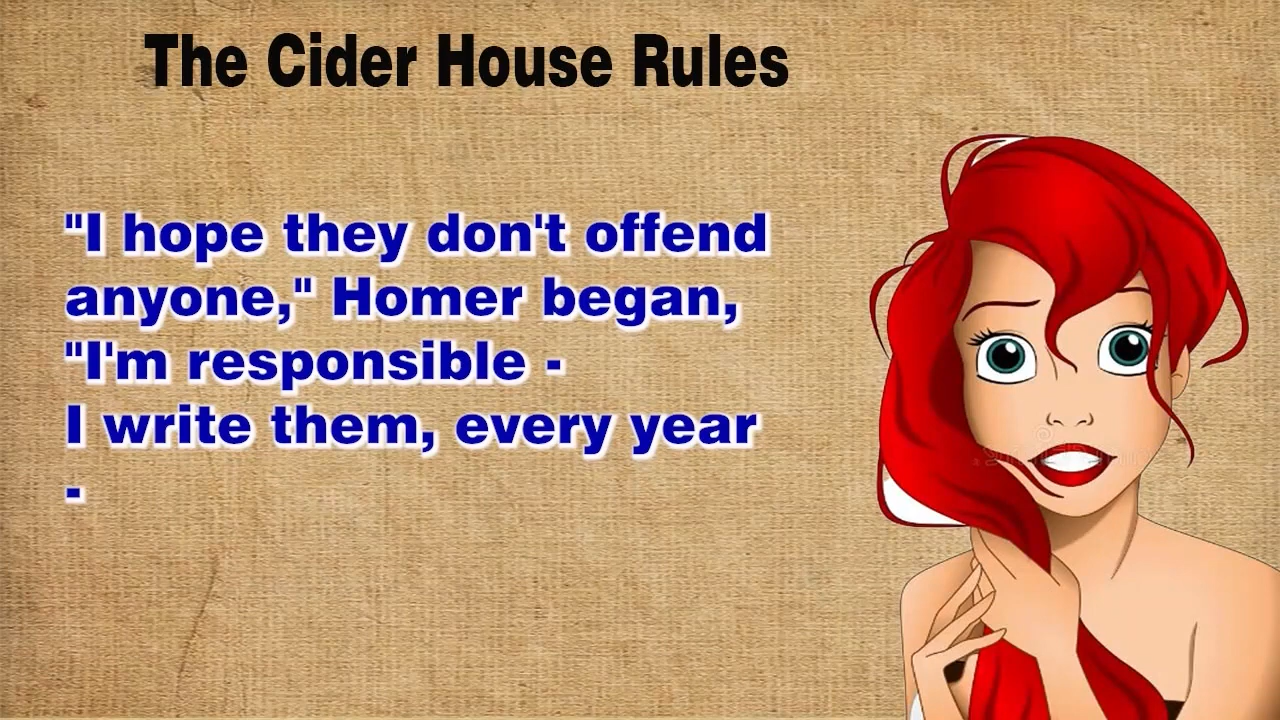 The Cider House Rules
"I hope they don't offend
anyone," Homer began,
"I'm responsible -
I write them, every year
-